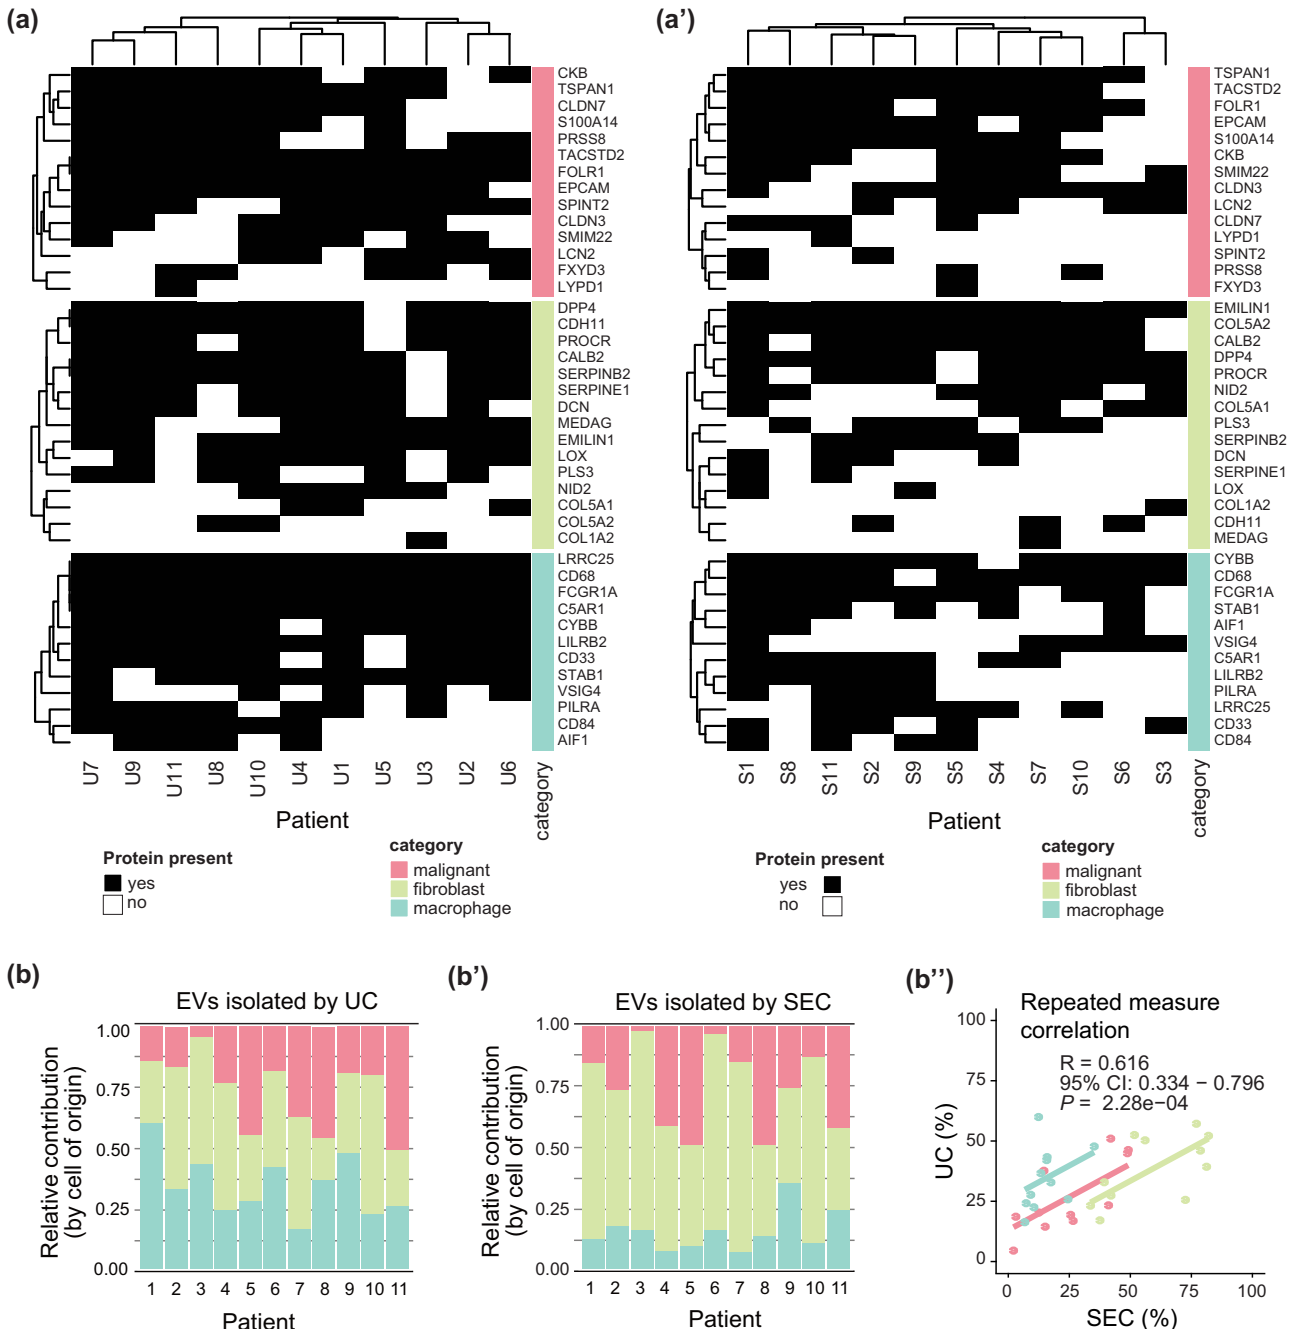 (a)
CKB
TSPAN1
CLDN7
S100A14
PRSS8
TACSTD2
FOLR1
EPCAM
SPINT2
CLDN3
SMIM22
LCN2
FXYD3
LYPD1
DPP4
CDH11
PROCR
CALB2
SERPINB2
SERPINE1
DCN
MEDAG
EMILIN1
LOX
PLS3
NID2
COL5A1
COL5A2
COL1A2
LRRC25
CD68
FCGR1A
C5AR1
CYBB
LILRB2
CD33
STAB1
VSIG4
PILRA
CD84
AIF1
U7 U9 U11 U8 U10 U4 U1 U5 U3 U2 U6 category
Patient
Protein present
yes
no
category
malignant
fibroblast
macrophage
(a')
TSPAN1
TACSTD2
FOLR1
EPCAM
S100A14
CKB
SMIM22
CLDN3
LCN2
CLDN7
LYPD1
SPINT2
PRSS8
FXYD3
EMILIN1
COL5A2
CALB2
DPP4
PROCR
NID2
COL5A1
PLS3
SERPINB2
DCN
SERPINE1
LOX
COL1A2
CDH11
MEDAG
CYBB
CD68
FCGR1A
STAB1
AIF1
VSIG4
C5AR1
LILRB2
PILRA
LRRC25
CD33
CD84
S1 S8 S11 S2 S9 S5 S4 S7 S10 S6 S3 category
Patient
Protein present
yes
no
category
malignant
fibroblast
macrophage
(b)
EVs isolated by UC
Relative contribution
(by cell of origin)
1.00
0.75
0.50
0.25
0.00
1 2 3 4 5 6 7 8 9 10 11
Patient
(b')
EVs isolated by SEC
Relative contribution
(by cell of origin)
1.00
0.75
0.50
0.25
0.00
1 2 3 4 5 6 7 8 9 10 11
Patient
(b'')
Repeated measure
correlation
R = 0.616
95% CI: 0.334 − 0.796
P = 2.28e−04
UC (%)
100
75
50
25
0
0 25 50 75 100
SEC (%)